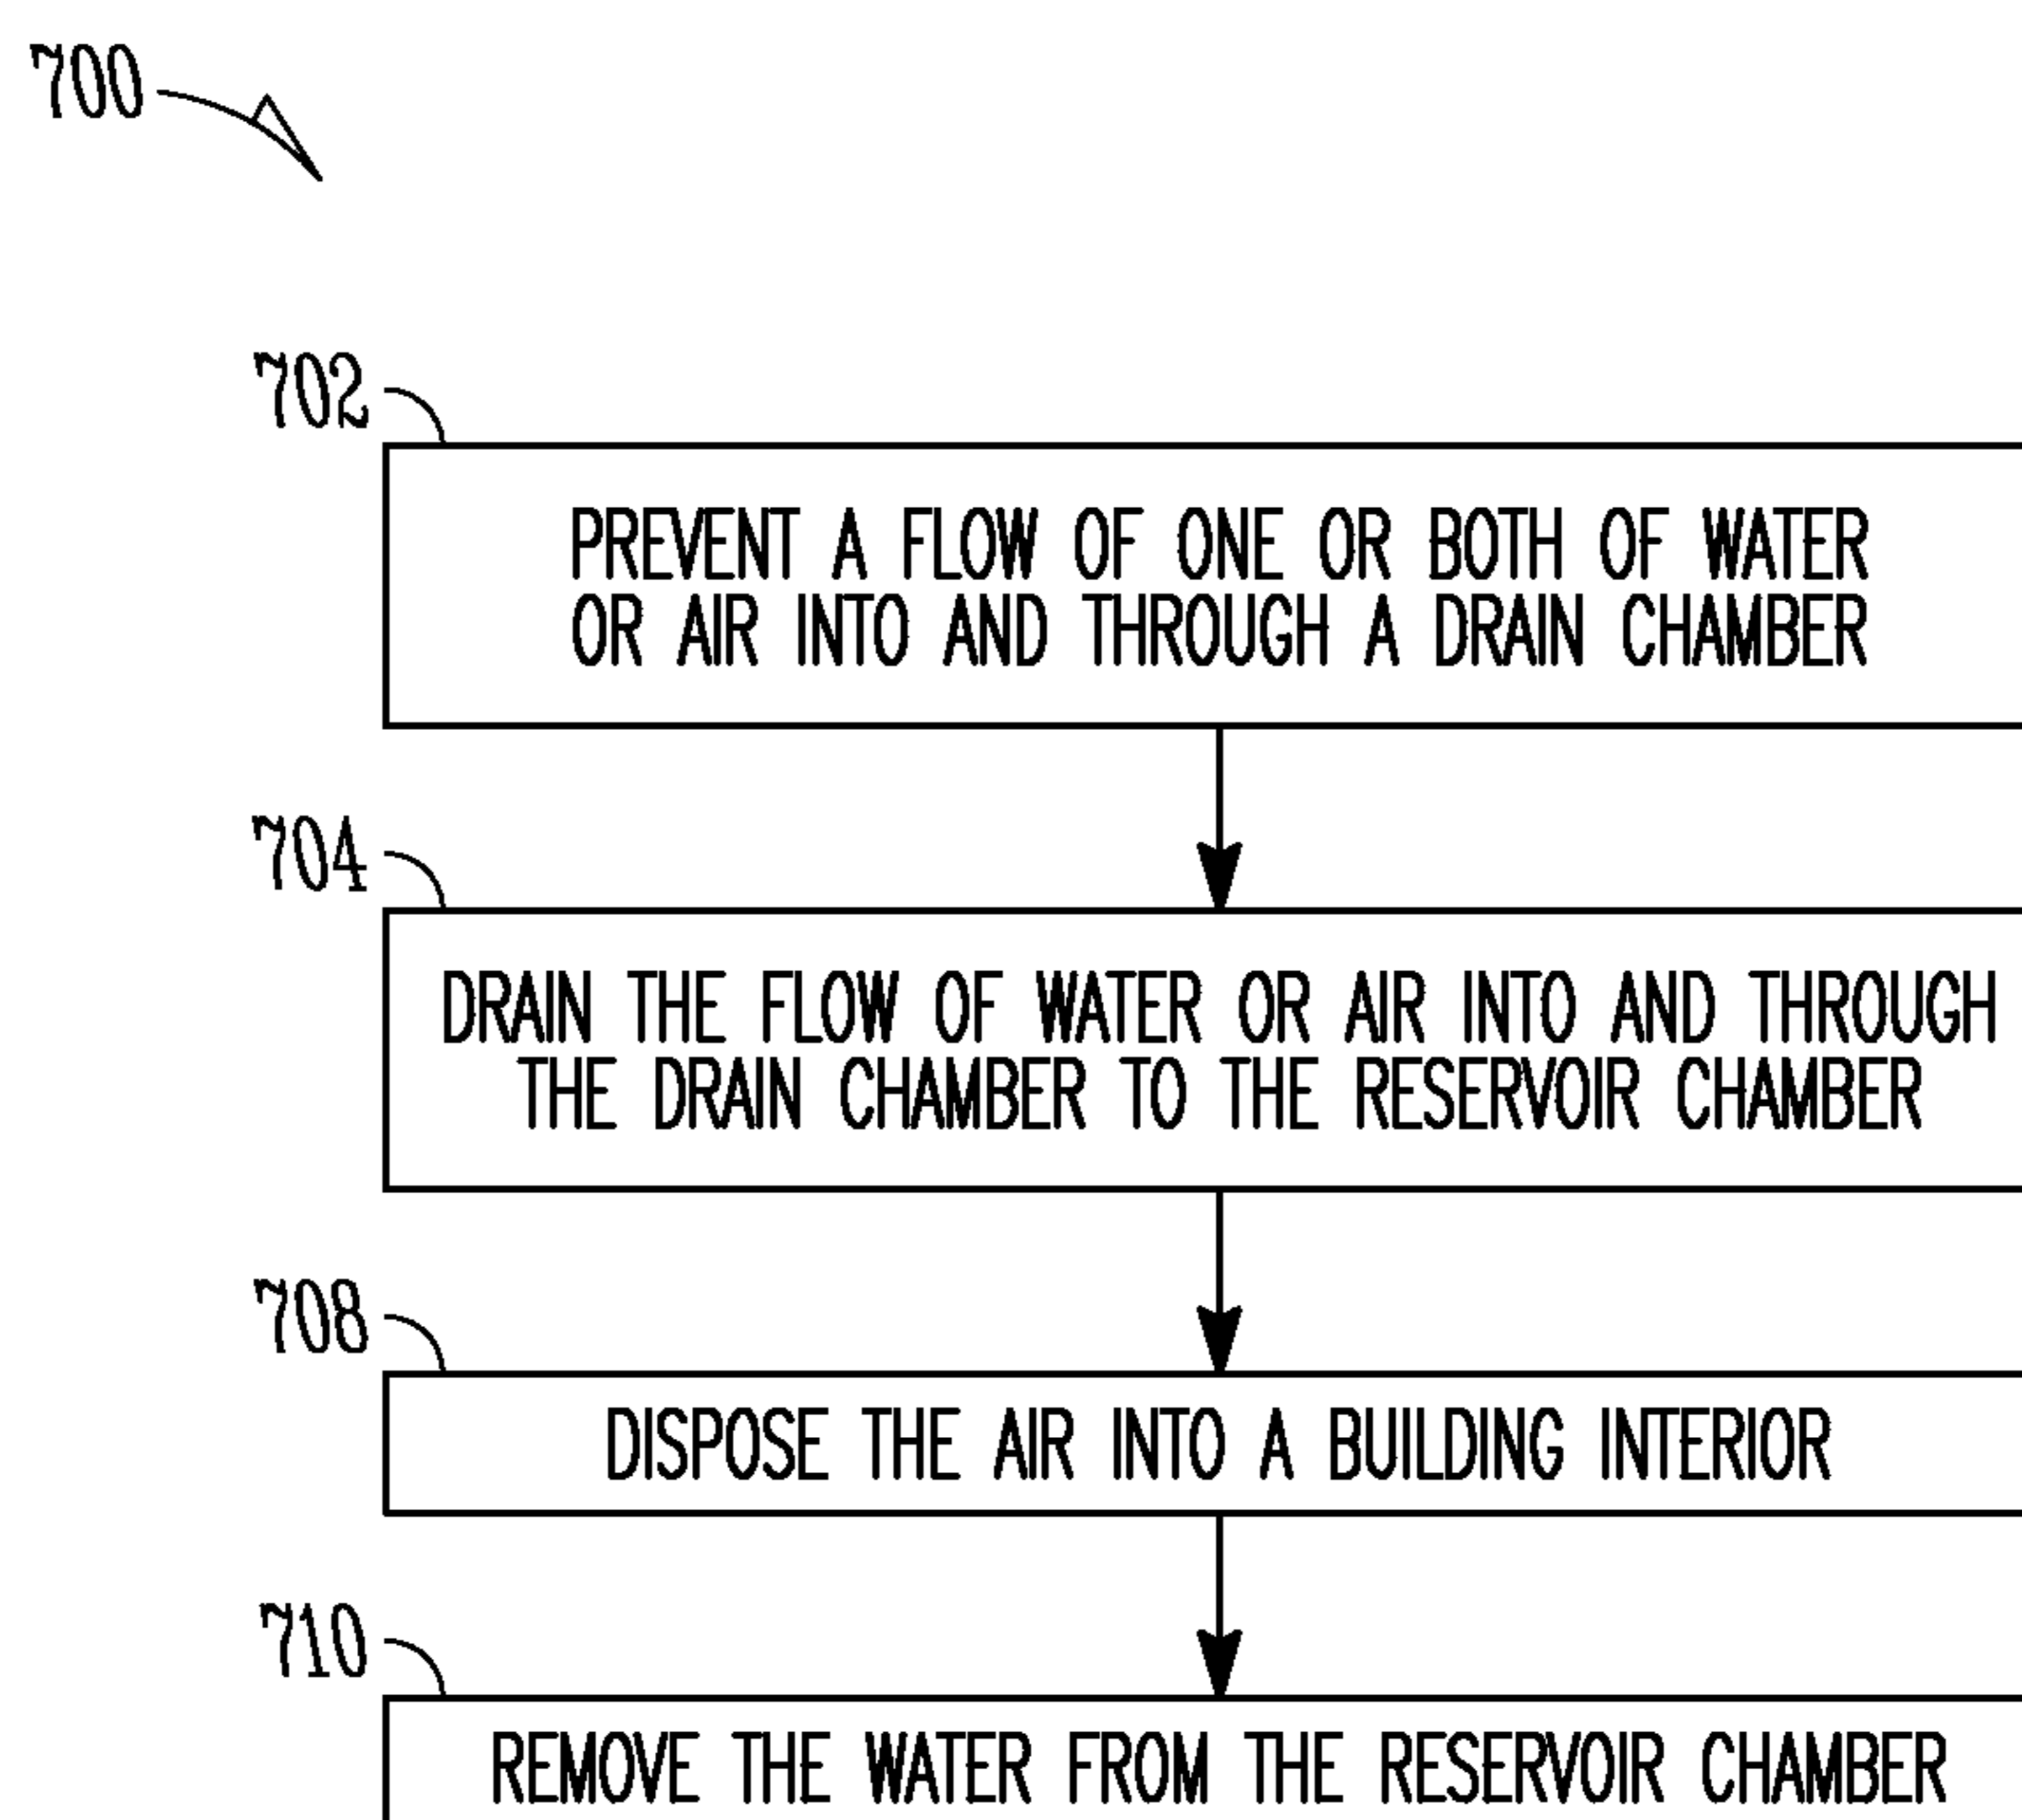 700
702
PREVENT A FLOW OF ONE OR BOTH OF WATER
OR AIR INTO AND THROUGH A DRAIN CHAMBER
704
DRAIN THE FLOW OF WATER OR AIR INTO AND THROUGH
THE DRAIN CHAMBER TO THE RESERVOIR CHAMBER
708
DISPOSE THE AIR INTO A BUILDING INTERIOR
710
REMOVE THE WATER FROM THE RESERVOIR CHAMBER